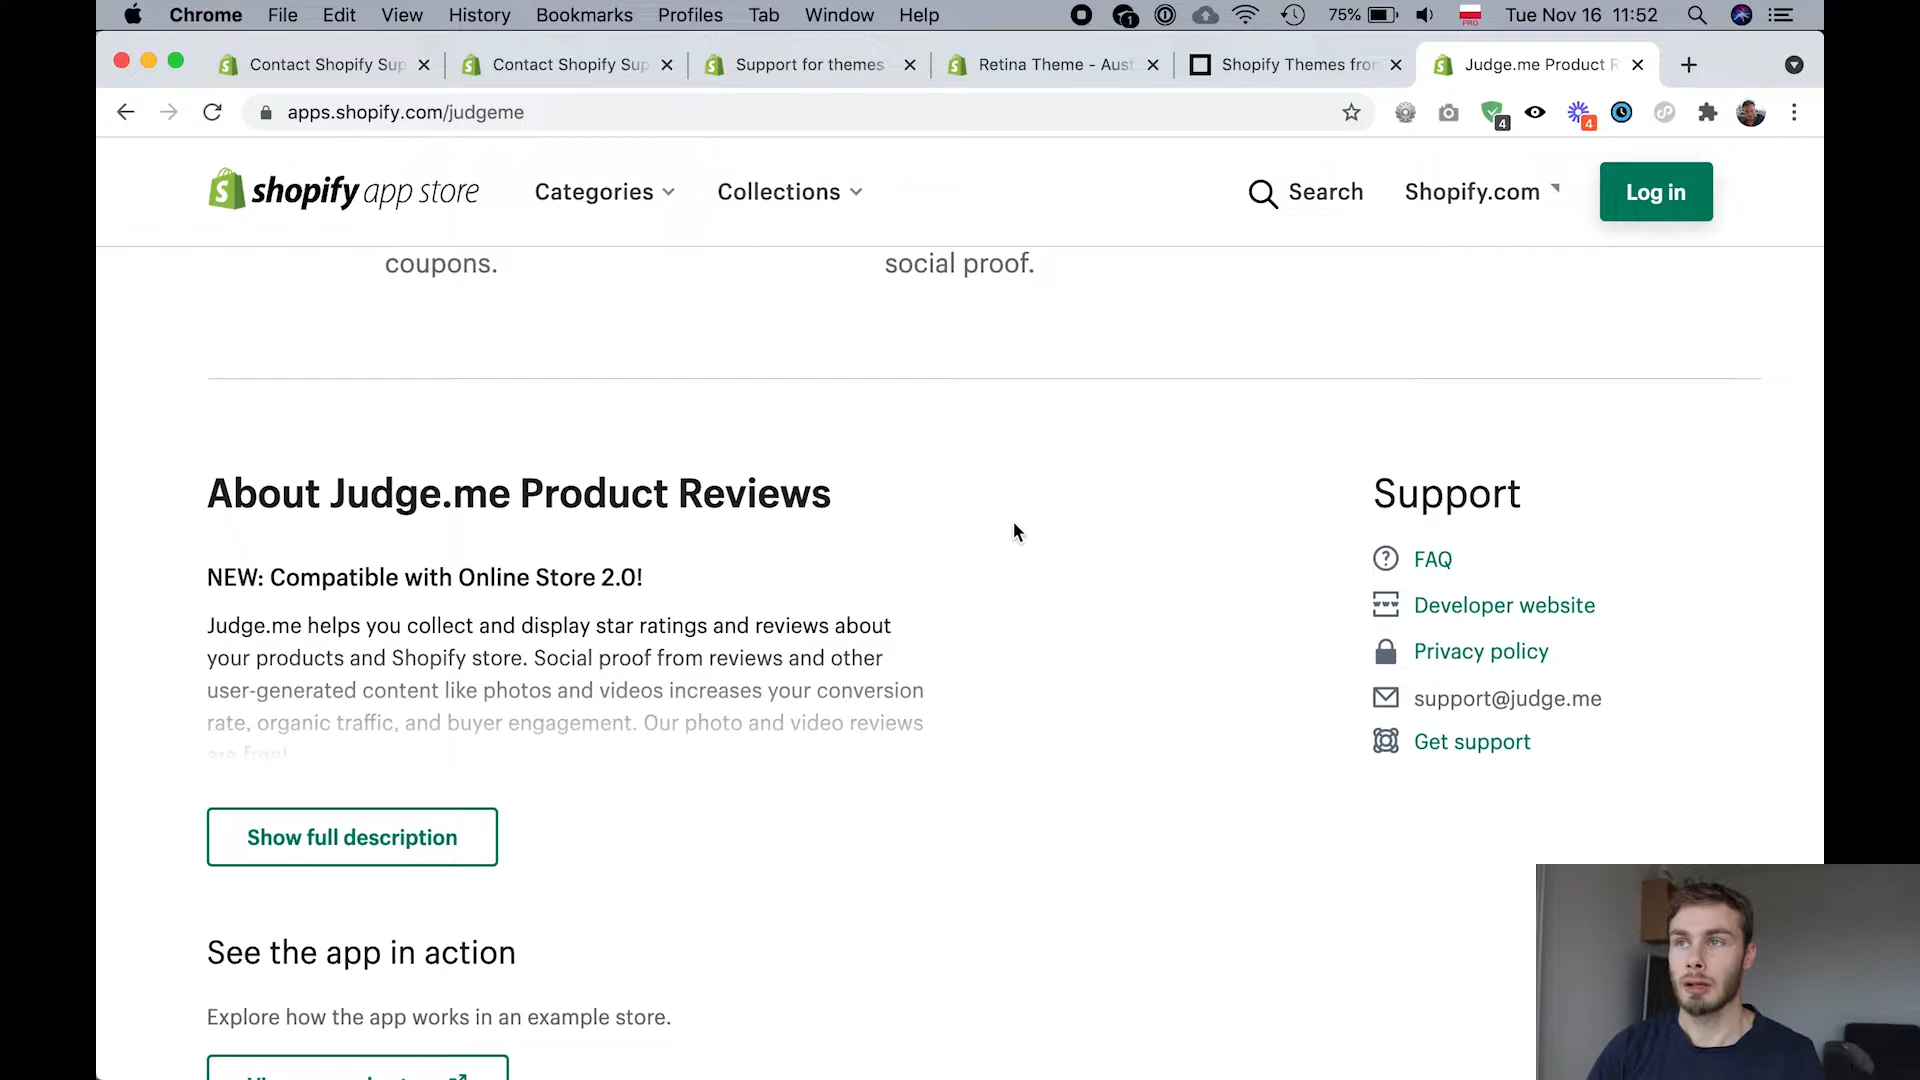 Chrome File Edit View History Bookmarks Profiles Tab Window Help 1 75% PRO Tue Nov 16 11:52
Contact Shopify Sup Contact Shopify Sup Support for themes Retina Theme - Aust Shopify Themes from Judge.me Product R
apps.shopify.com/judgeme 4 4
shopify app store Categories Collections Search Shopify.com Log in
coupons. social proof.
About Judge.me Product Reviews
NEW: Compatible with Online Store 2.0!
Judge.me helps you collect and display star ratings and reviews about
your products and Shopify store. Social proof from reviews and other
user-generated content like photos and videos increases your conversion
rate, organic traffic, and buyer engagement. Our photo and video reviews
are free!
Show full description
See the app in action
Explore how the app works in an example store.
Support
FAQ
Developer website
Privacy policy
support@judge.me
Get support